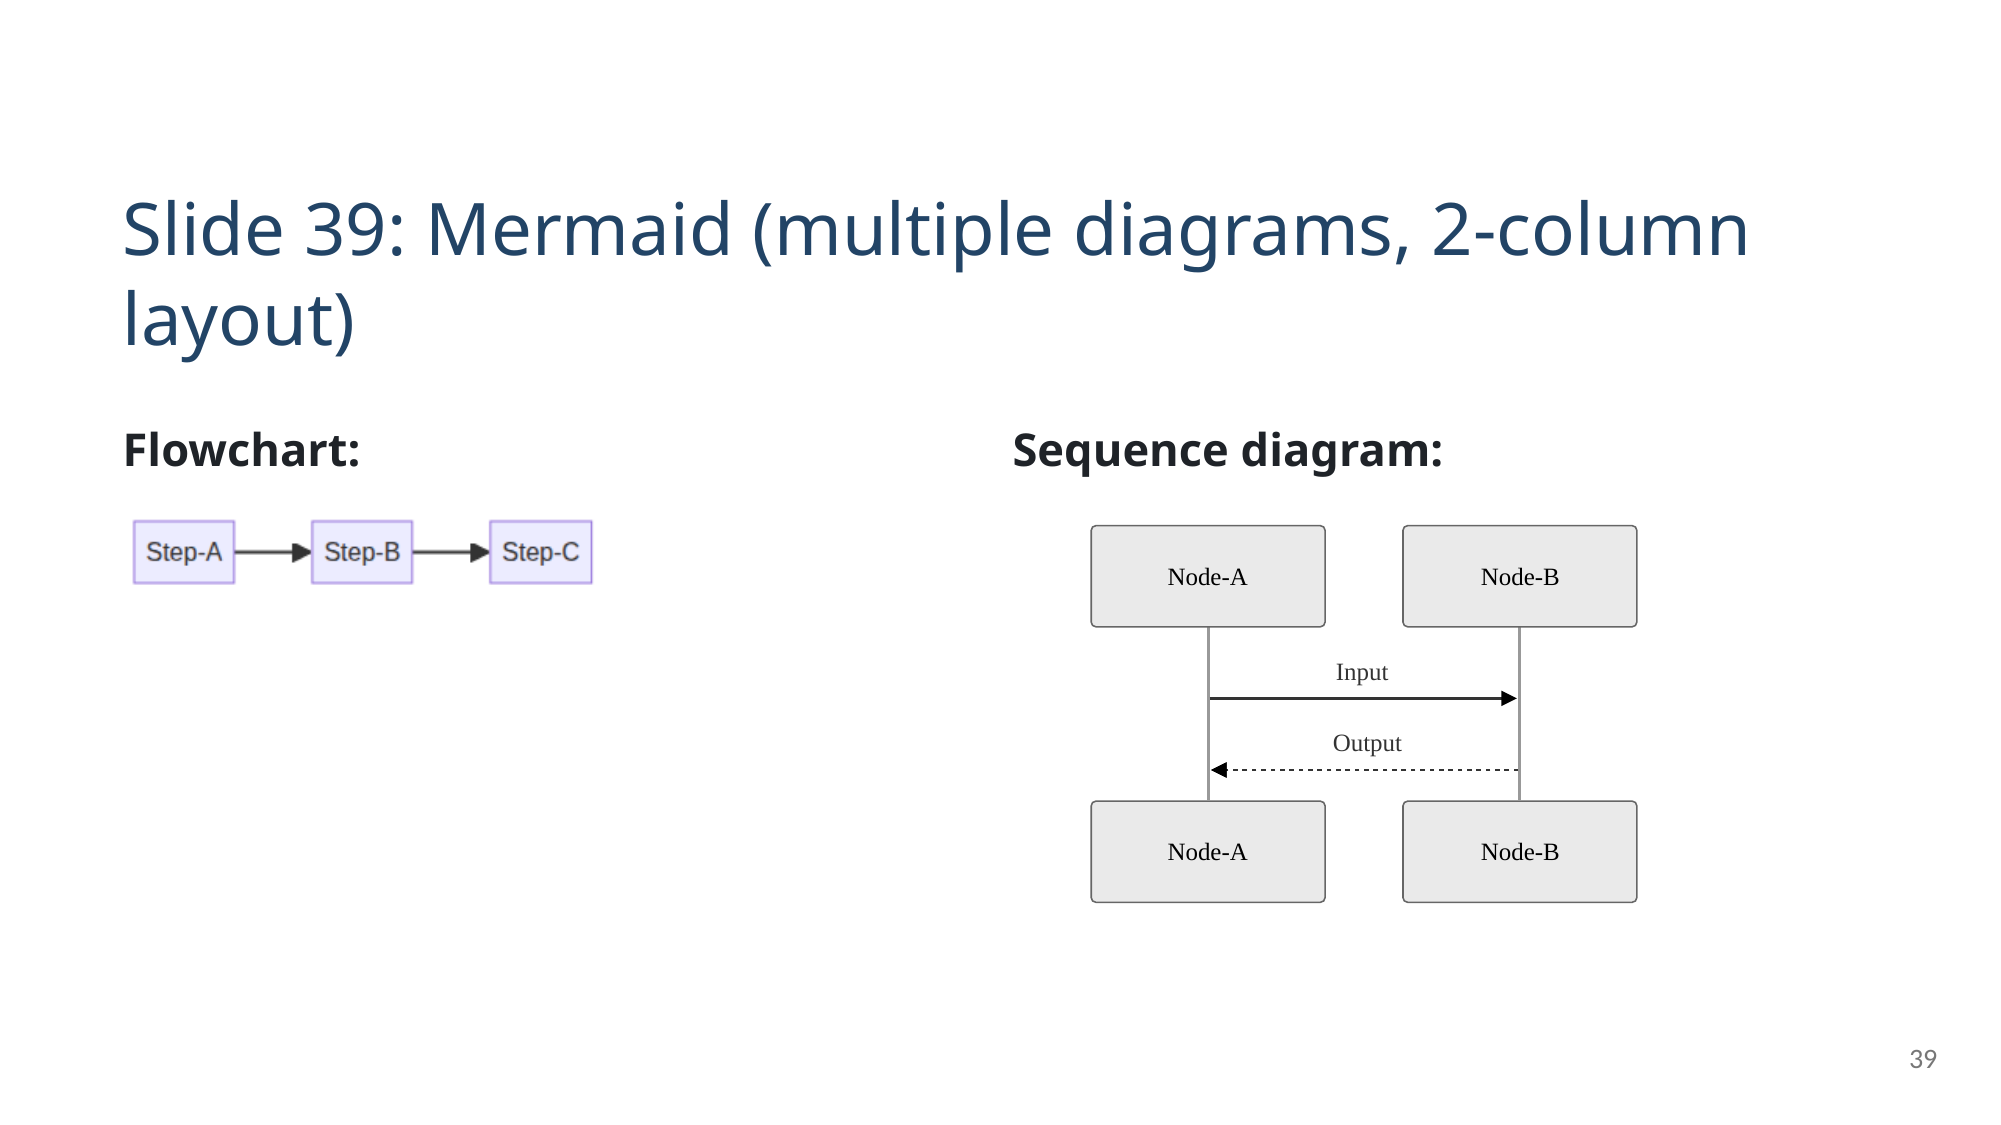 Slide 39: Mermaid (multiple diagrams, 2-column
layout)
Flowchart:
Step-A
Step-B
Step-C
Sequence diagram:
Node-A
Node-B
Input
Output
Node-A
Node-B
39